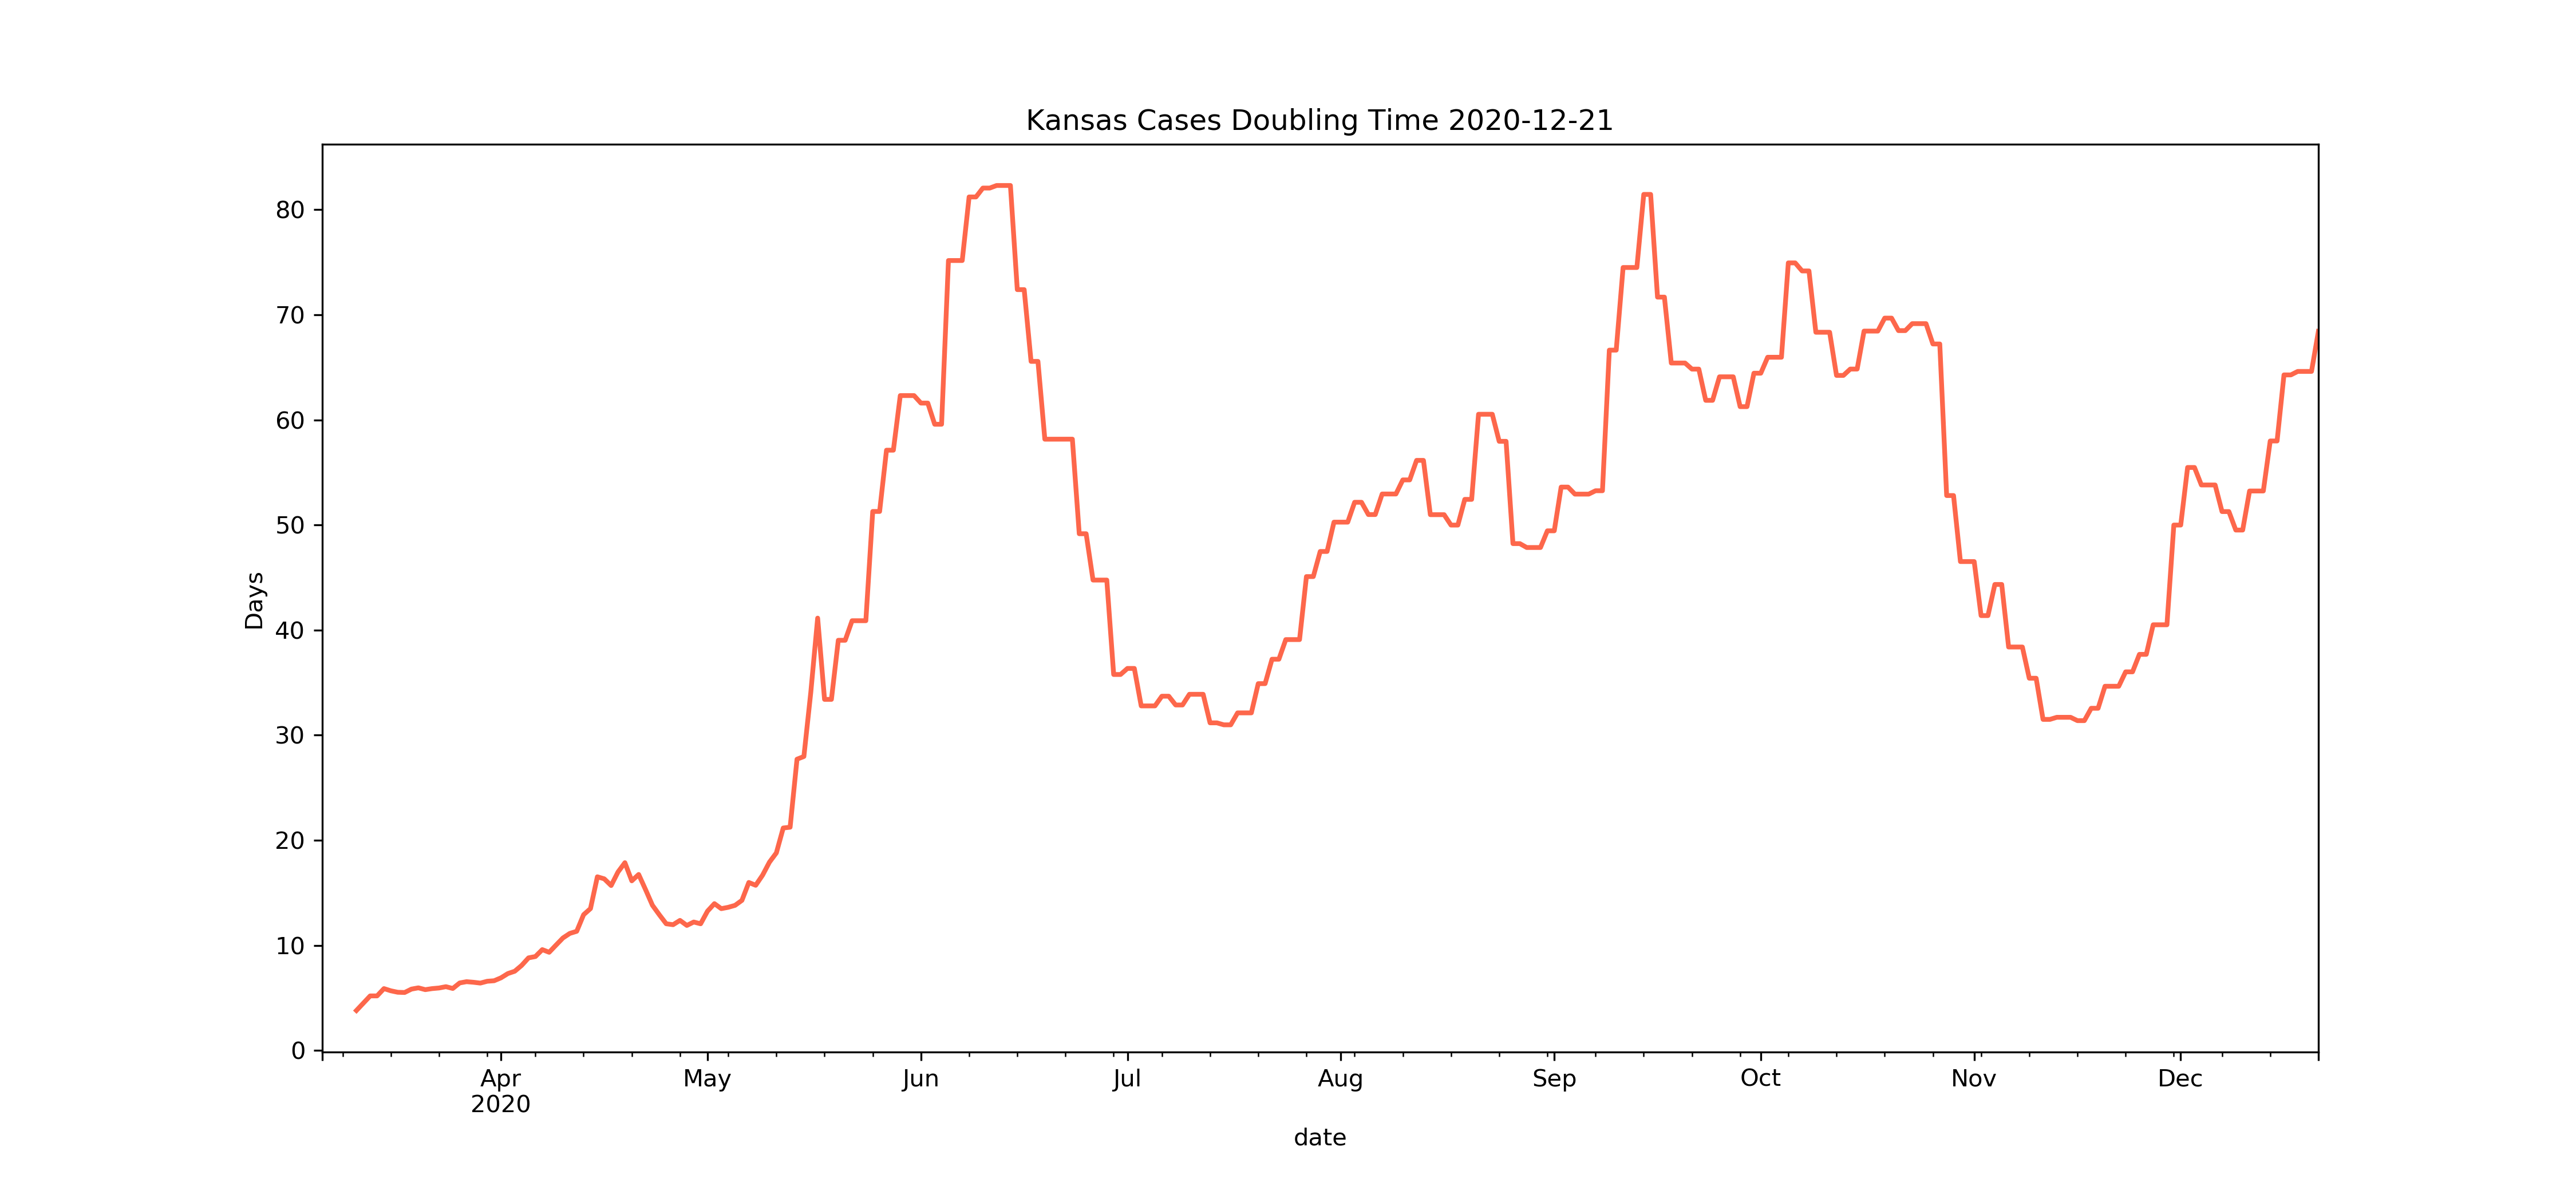 Kansas Cases Doubling Time 2020-12-21
80
70
60
50
40
30
20
10
0
Days
Apr May Jun Jul Aug Sep Oct Nov Dec
2020
date